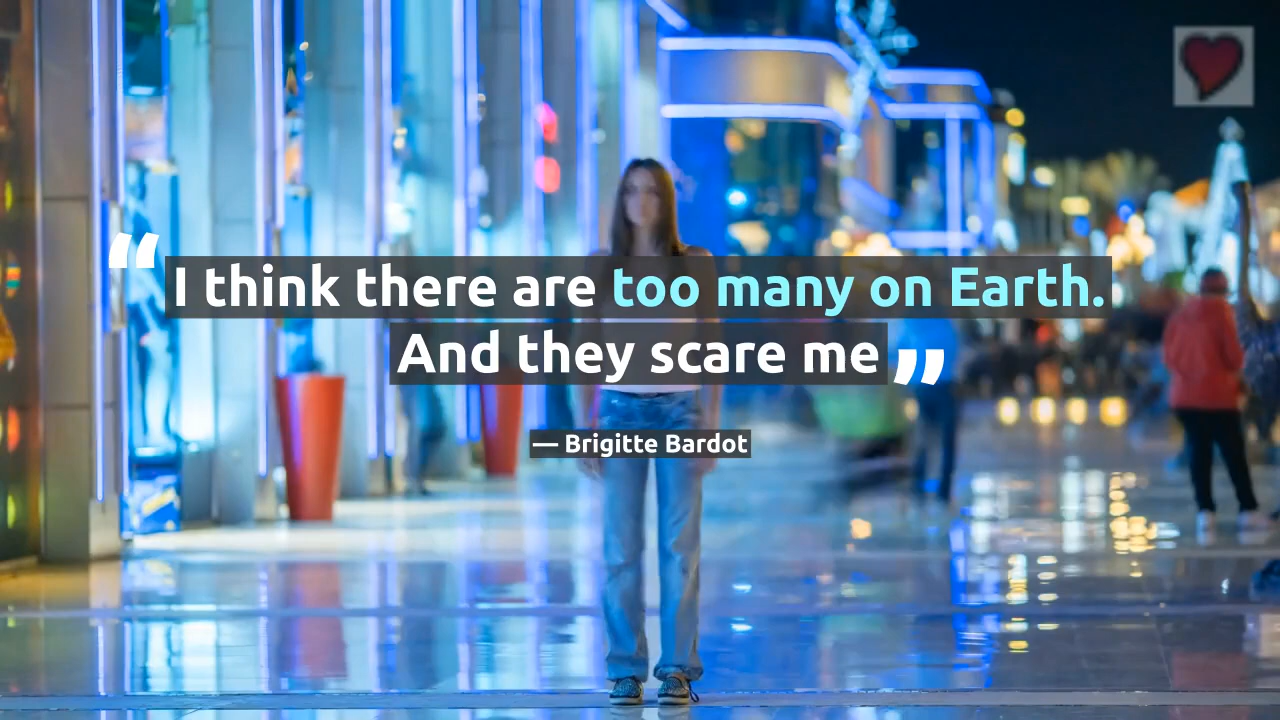 “I think there are too many on Earth.
And they scare me”
— Brigitte Bardot